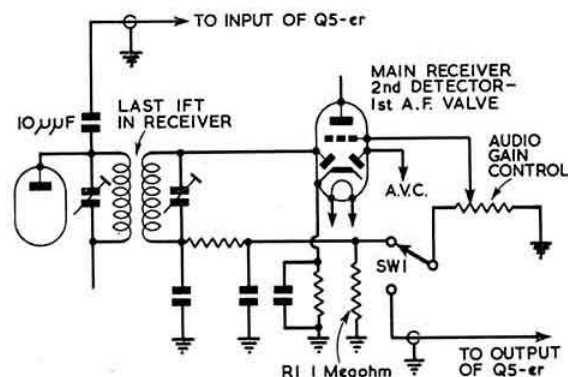 TO INPUT OF Q5-er
MAIN RECEIVER
2ND DETECTOR-
1ST A.F. VALVE
LAST IFT
IN RECEIVER
10μμF
AUDIO
GAIN
CONTROL
A.V.C.
SW1
R1 1 Megohm
TO OUTPUT
OF Q5-er